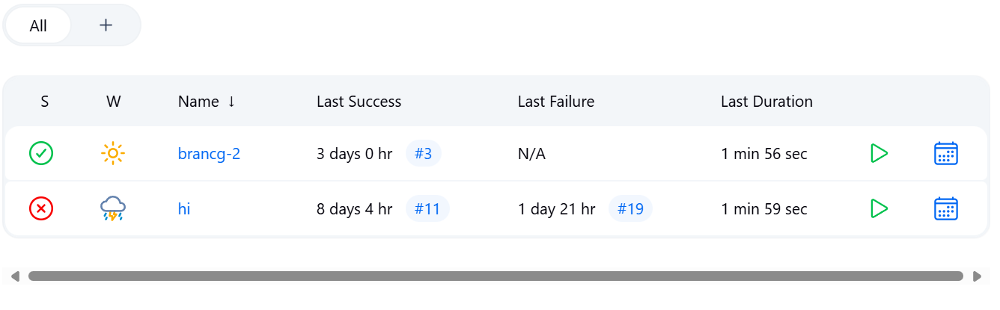 All +
S W Name ↓ Last Success Last Failure Last Duration
brancg-2 3 days 0 hr #3 N/A 1 min 56 sec
hi 8 days 4 hr #11 1 day 21 hr #19 1 min 59 sec